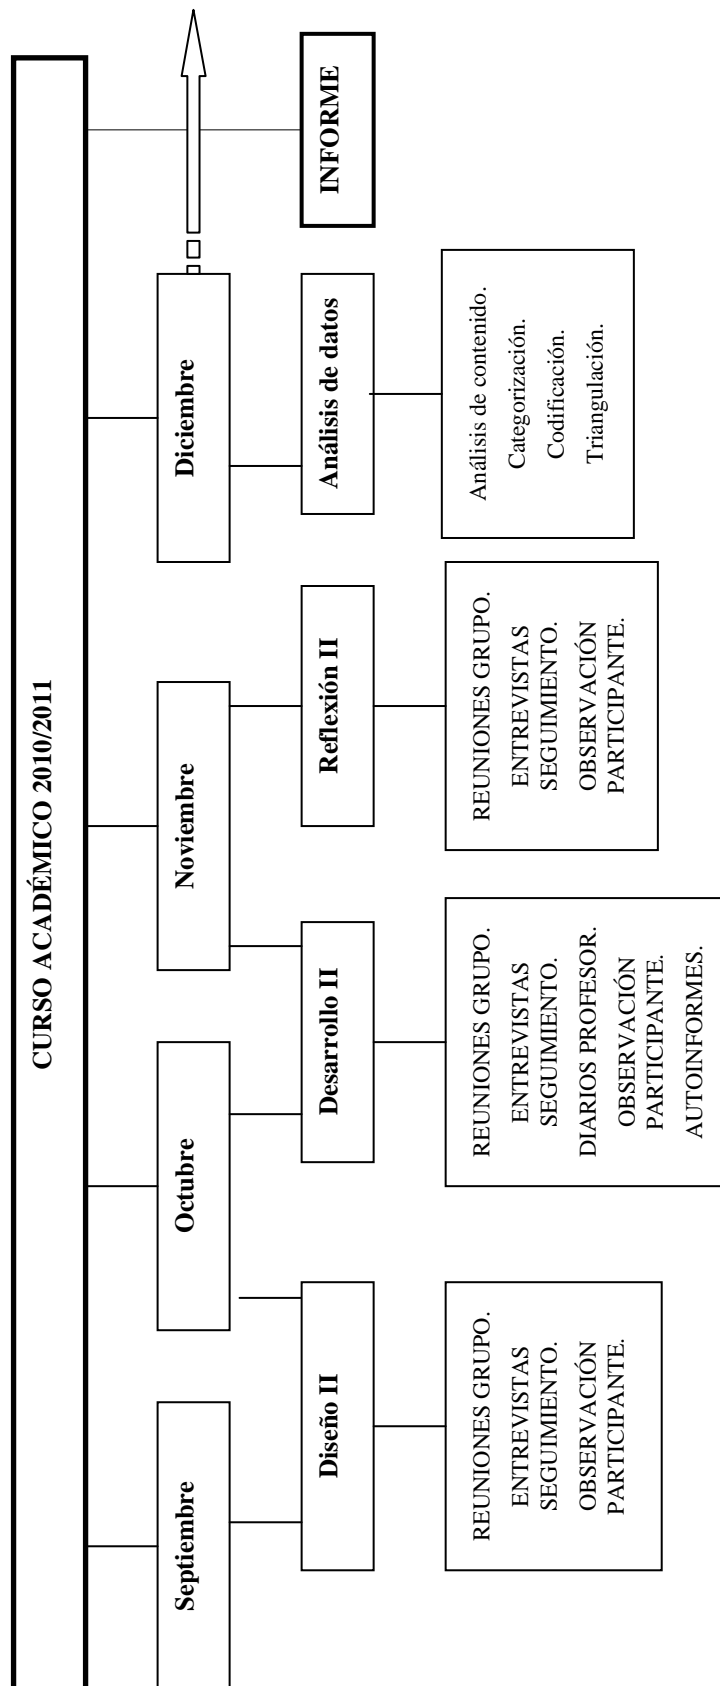 CURSO ACADÉMICO 2010/2011
Septiembre
Octubre
Noviembre
Diciembre
Diseño II
Desarrollo II
Reflexión II
Análisis de datos
INFORME
REUNIONES GRUPO.
ENTREVISTAS
SEGUIMIENTO.
OBSERVACIÓN
PARTICIPANTE.
REUNIONES GRUPO.
ENTREVISTAS
SEGUIMIENTO.
DIARIOS PROFESOR.
OBSERVACIÓN
PARTICIPANTE.
AUTOINFORMES.
REUNIONES GRUPO.
ENTREVISTAS
SEGUIMIENTO.
OBSERVACIÓN
PARTICIPANTE.
Análisis de contenido.
Categorización.
Codificación.
Triangulación.